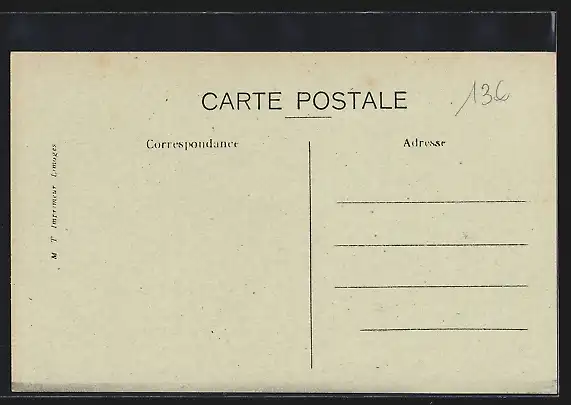 CARTE POSTALE
136
Correspondance
Adresse
M T Imprimeur Limoges